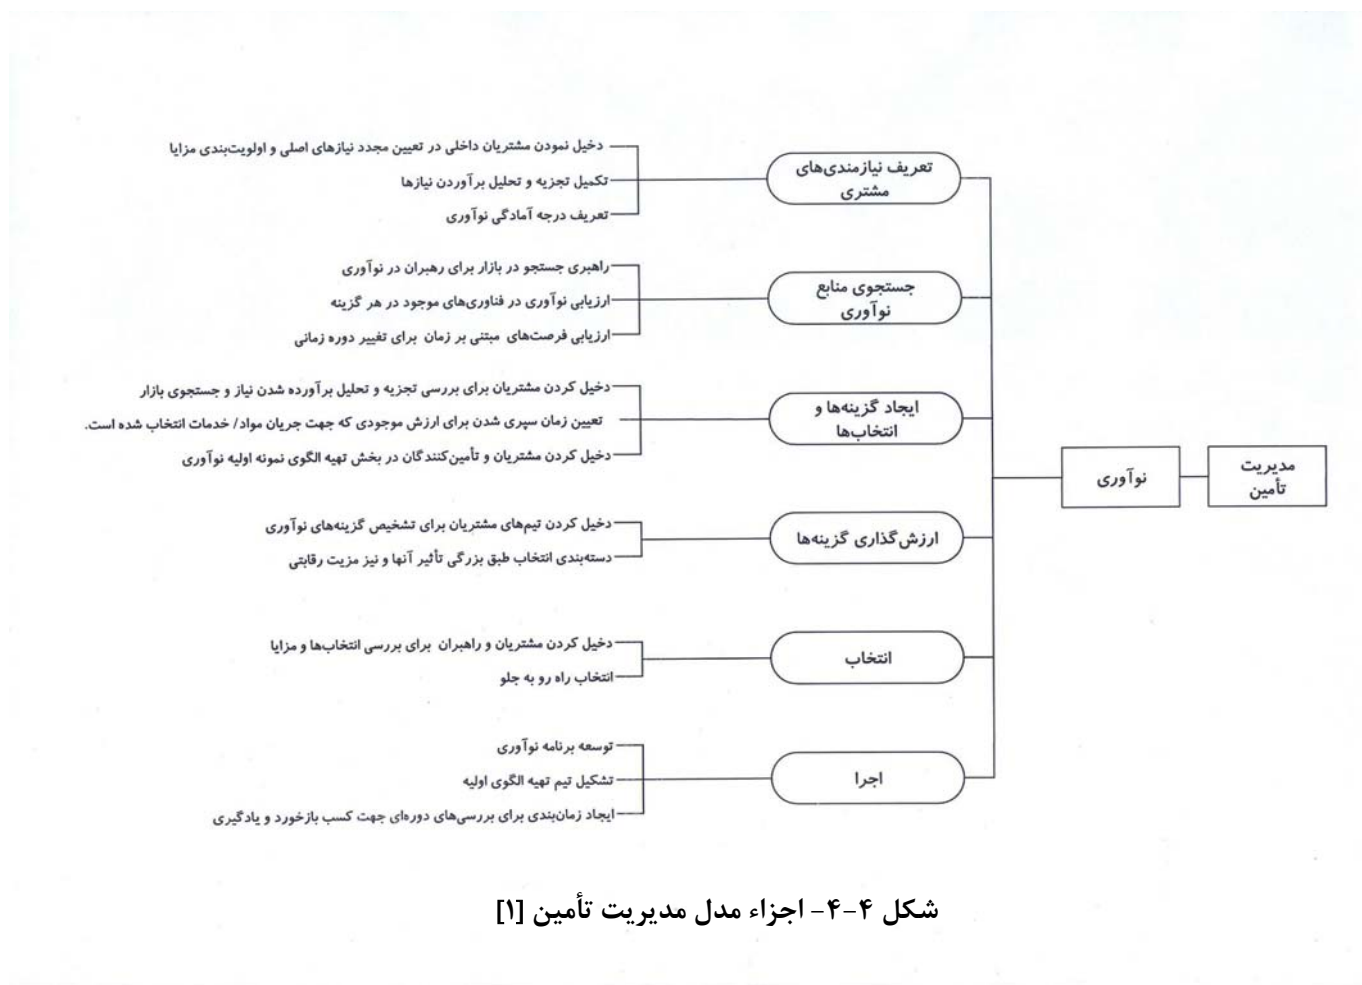 مدیریت
تأمین
نوآوری
تعریف نیازمندی‌های
مشتری
دخیل نمودن مشتریان داخلی در تعیین مجدد نیازهای اصلی و اولویت‌بندی مزایا
تکمیل تجزیه و تحلیل برآوردن نیازها
تعریف درجه آمادگی نوآوری
جستجوی منابع
نوآوری
راهبری جستجو در بازار برای رهبران در نوآوری
ارزیابی نوآوری در فناوری‌های موجود در هر گزینه
ارزیابی فرصت‌های مبتنی بر زمان برای تغییر دوره زمانی
ایجاد گزینه‌ها و
انتخاب‌ها
دخیل کردن مشتریان برای بررسی تجزیه و تحلیل برآورده شدن نیاز و جستجوی بازار
تعیین زمان سپری شدن برای ارزش موجودی که جهت جریان مواد/ خدمات انتخاب شده است.
دخیل کردن مشتریان و تأمین‌کنندگان در بخش تهیه الگوی نمونه اولیه نوآوری
ارزش‌گذاری گزینه‌ها
دخیل کردن تیم‌های مشتریان برای تشخیص گزینه‌های نوآوری
دسته‌بندی انتخاب طبق بزرگی تأثیر آنها و نیز مزیت رقابتی
انتخاب
دخیل کردن مشتریان و راهبران برای بررسی انتخاب‌ها و مزایا
انتخاب راه رو به جلو
اجرا
توسعه برنامه نوآوری
تشکیل تیم تهیه الگوی اولیه
ایجاد زمان‌بندی برای بررسی‌های دوره‌ای جهت کسب بازخورد و یادگیری
شکل ۴-۴- اجزاء مدل مدیریت تأمین [۱]